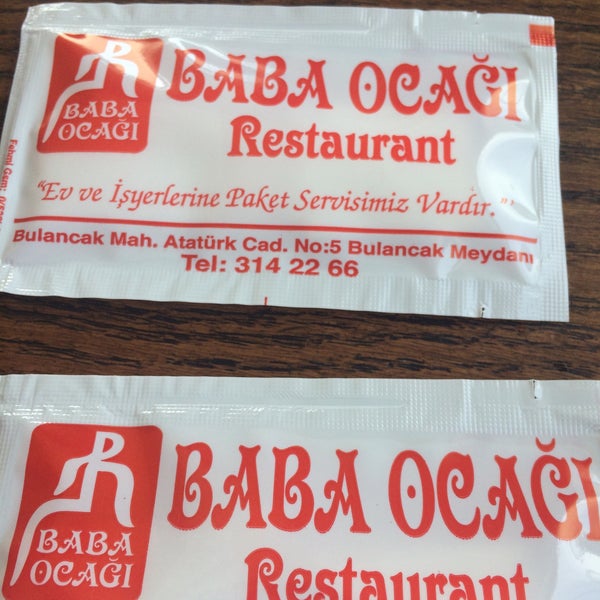 BABA OCAĞI
BABA
OCAĞI
Restaurant
"Ev ve İşyerlerine Paket Servisimiz Vardır."
Bulancak Mah. Atatürk Cad. No:5 Bulancak Meydanı
Tel: 314 22 66
BABA OCAĞI
BABA
OCAĞI
Restaurant